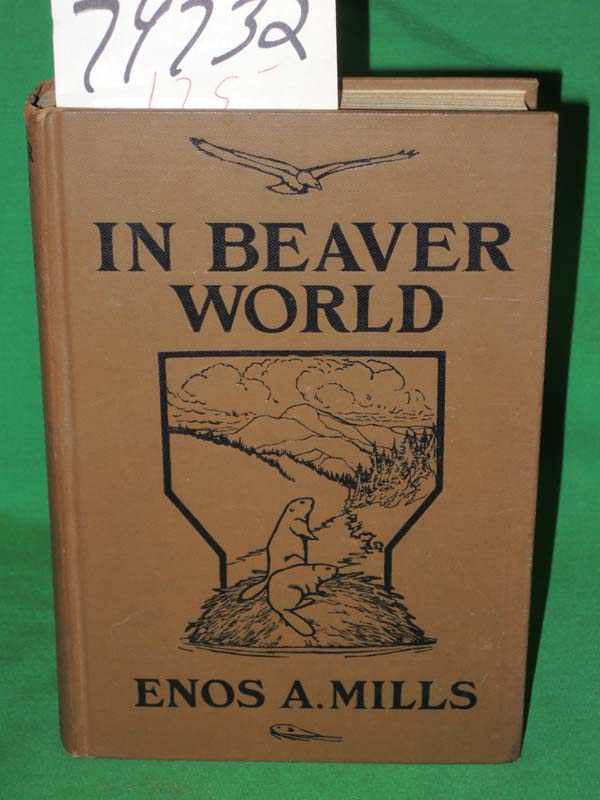 74732
175
IN BEAVER
WORLD
ENOS A. MILLS
R